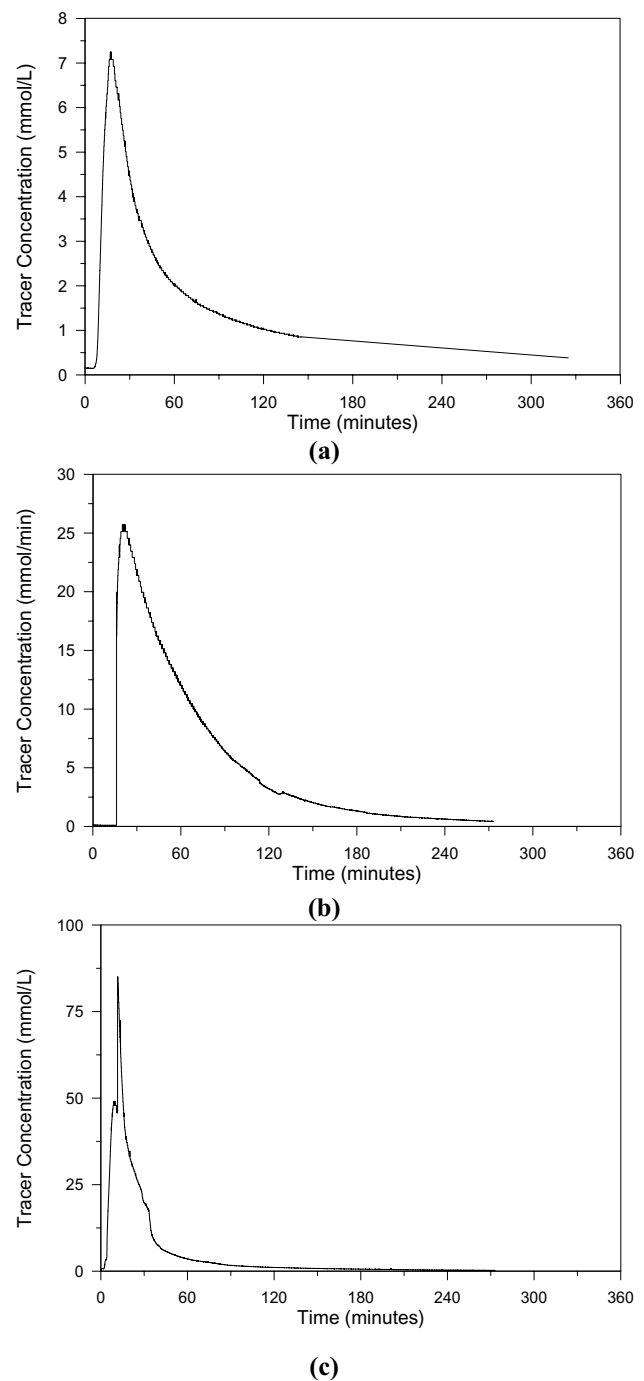 8
7
6
5
4
3
2
1
0
Tracer Concentration (mmol/L)
0 60 120 180 240 300 360
Time (minutes)
(a)
30
25
20
15
10
5
0
Tracer Concentration (mmol/min)
0 60 120 180 240 300 360
Time (minutes)
(b)
100
75
50
25
0
Tracer Concentration (mmol/L)
0 60 120 180 240 300 360
Time (minutes)
(c)